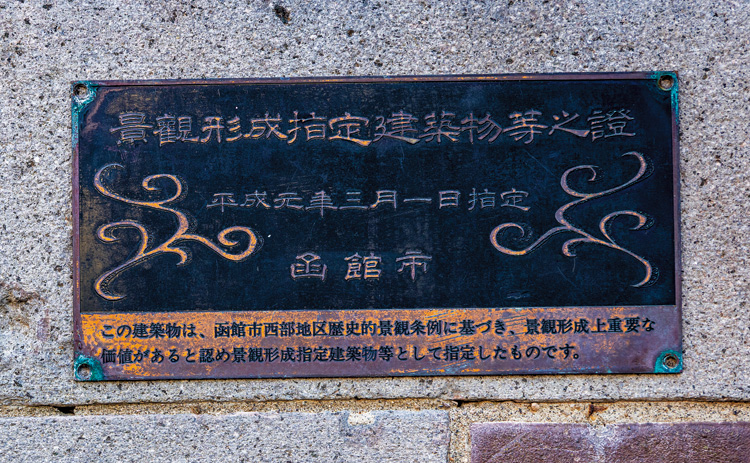 景観形成指定建築物等之證
平成元年三月一日指定
函館市
この建築物は、函館市西部地区歴史的景観条例に基づき、景観形成上重要な
価値があると認め景観形成指定建築物等として指定したものです。